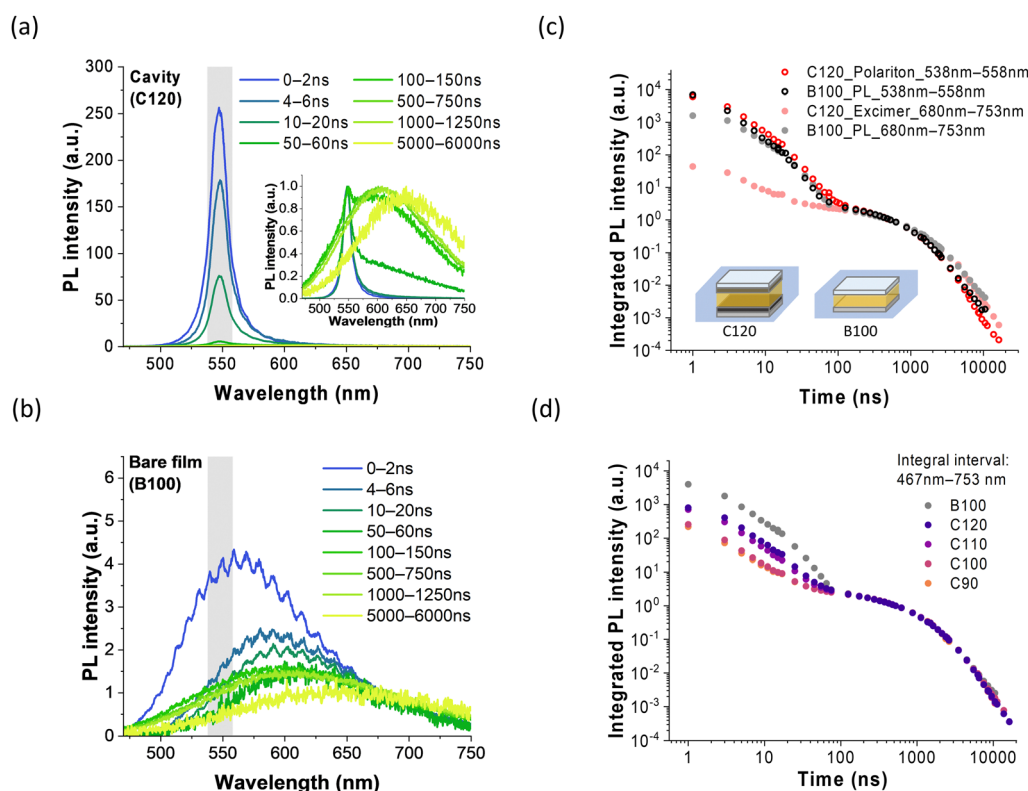 (a)
Cavity
(C120)
0–2ns
4–6ns
10–20ns
50–60ns
100–150ns
500–750ns
1000–1250ns
5000–6000ns
PL intensity (a.u.)
300
250
200
150
100
50
0
500
550
600
650
700
750
Wavelength (nm)
PL intensity (a.u.)
1.0
0.8
0.6
0.4
0.2
0.0
500 550 600 650 700 750
Wavelength (nm)
(b)
Bare film
(B100)
0–2ns
4–6ns
10–20ns
50–60ns
100–150ns
500–750ns
1000–1250ns
5000–6000ns
PL intensity (a.u.)
6
5
4
3
2
1
0
500 550 600 650 700 750
Wavelength (nm)
(c)
C120_Polariton_538nm–558nm
B100_PL_538nm–558nm
C120_Excimer_680nm–753nm
B100_PL_680nm–753nm
Integrated PL intensity (a.u.)
10⁴
10³
10²
10¹
10⁰
10⁻¹
10⁻²
10⁻³
10⁻⁴
C120
B100
1 10 100 1000 10000
Time (ns)
(d)
Integral interval:
467nm–753 nm
B100
C120
C110
C100
C90
Integrated PL intensity (a.u.)
10⁴
10³
10²
10¹
10⁰
10⁻¹
10⁻²
10⁻³
10⁻⁴
1 10 100 1000 10000
Time (ns)